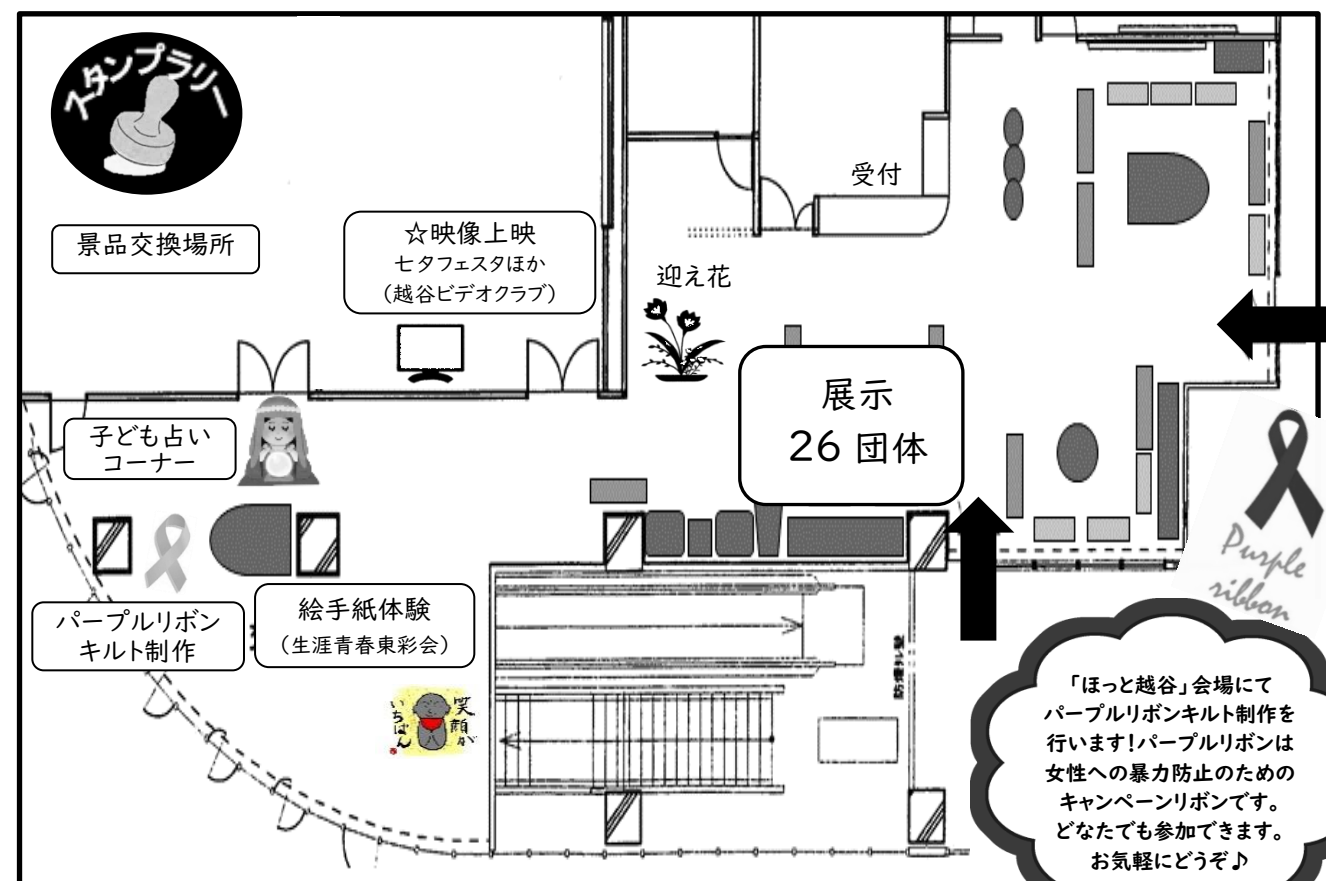 スタンプラリー
景品交換場所
☆映像上映
七夕フェスタほか
（越谷ビデオクラブ）
受付
迎え花
展示
26 団体
子ども占い
コーナー
パープルリボン
キルト制作
絵手紙体験
（生涯青春東彩会）
笑顔が
いちばん
Purple
ribbon
「ほっと越谷」会場にて
パープルリボンキルト制作を
行います！パープルリボンは
女性への暴力防止のための
キャンペーンリボンです。
どなたでも参加できます。
お気軽にどうぞ♪